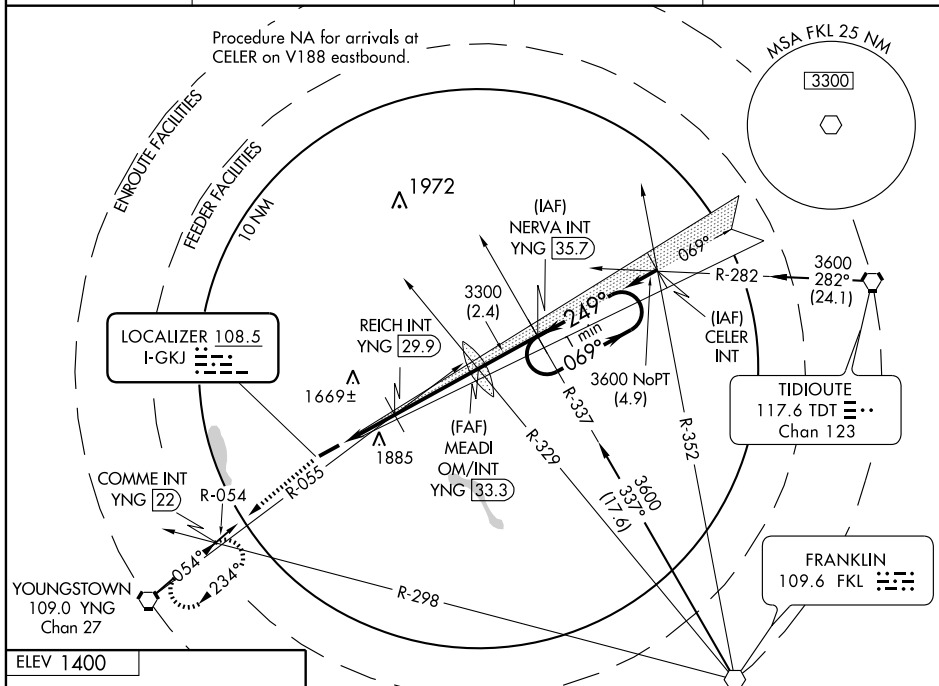 Procedure NA for arrivals at
CELER on V188 eastbound.
MSA FKL 25 NM
3300
ENROUTE FACILITIES
FEEDER FACILITIES
10 NM
1972
(IAF)
NERVA INT
YNG 35.7
069°
R-282
3600
282°
(24.1)
3300
(2.4)
249°
1 min
069°
(IAF)
CELER
INT
LOCALIZER 108.5
I-GKJ
REICH INT
YNG 29.9
3600 NoPT
(4.9)
1669±
TIDIOUTE
117.6 TDT
Chan 123
R-337
R-352
R-329
1885
(FAF)
MEADI
OM/INT
YNG 33.3
COMME INT
YNG 22
R-054
R-055
3600
337°
(17.6)
054°
234°
FRANKLIN
109.6 FKL
YOUNGSTOWN
109.0 YNG
Chan 27
R-298
ELEV 1400